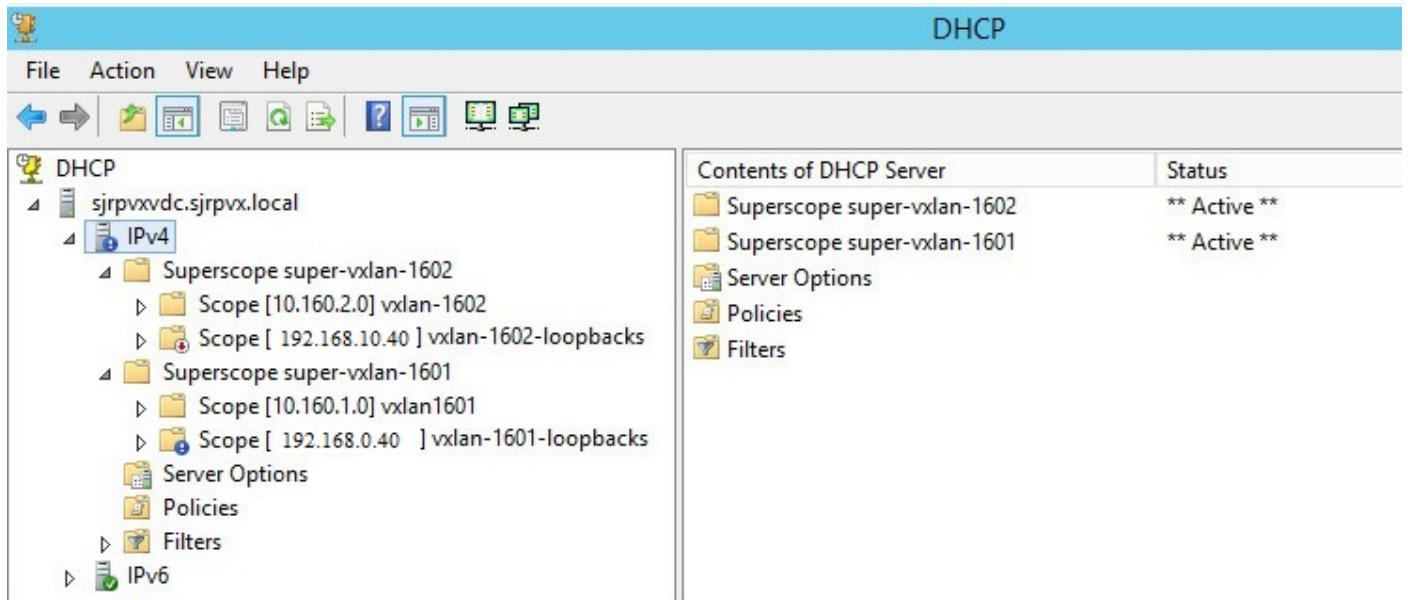 DHCP
File Action View Help
DHCP
sjrpvxvdc.sjrpvx.local
IPv4
Superscope super-vxlan-1602
Scope [10.160.2.0] vxlan-1602
Scope [ 192.168.10.40 ] vxlan-1602-loopbacks
Superscope super-vxlan-1601
Scope [10.160.1.0] vxlan1601
Scope [ 192.168.0.40 ] vxlan-1601-loopbacks
Server Options
Policies
Filters
IPv6
Contents of DHCP Server Status
Superscope super-vxlan-1602 ** Active **
Superscope super-vxlan-1601 ** Active **
Server Options
Policies
Filters